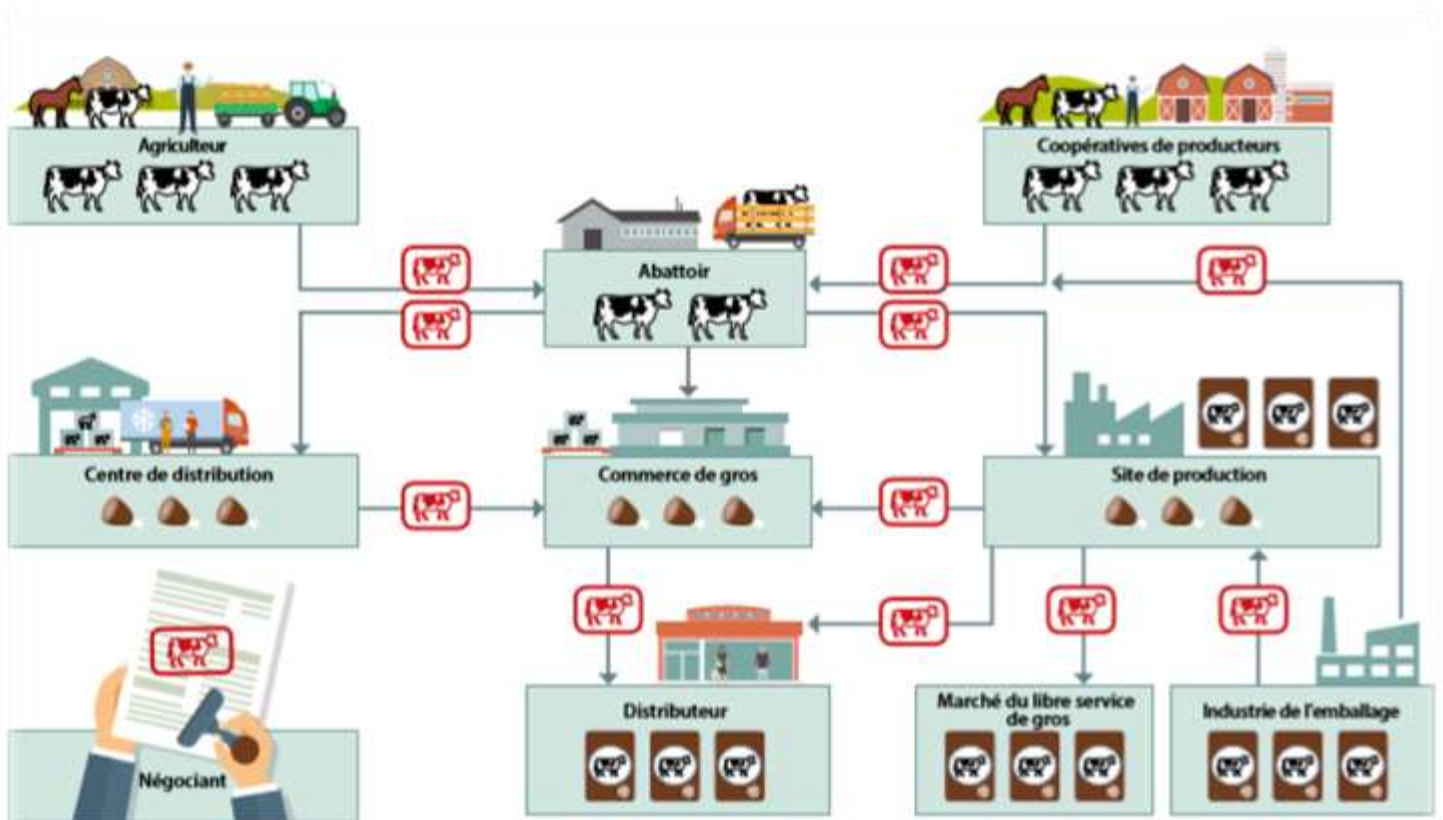 Agriculteur
Coopératives de producteurs
Abattoir
Centre de distribution
Commerce de gros
Site de production
Distributeur
Marché du libre service
de gros
Industrie de l'emballage
Négociant